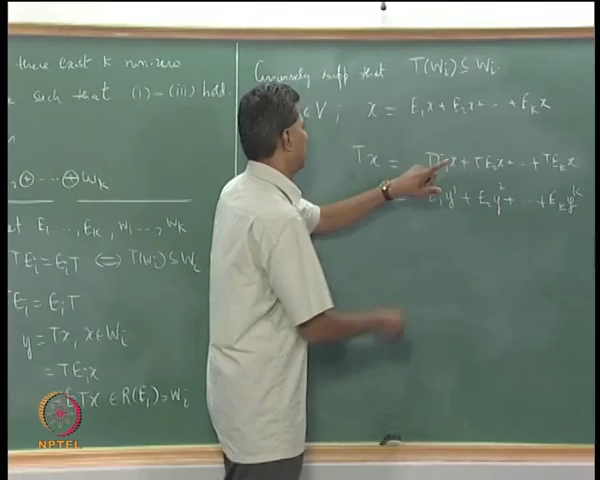 there exist k non-zero
such that (i)-(iii) hold.
⊕ ... ⊕ W_k
E_1 ..., E_k, W_1 ..., W_k
TE_i = E_iT ⟺ T(W_i) ⊆ W_i
TE_i = E_iT
y = Tx, x ∈ W_i
= TE_ix
Tx ∈ R(E_i) = W_i
Conversely supp that T(W_i) ⊆ W_i
∈ V; x = E_1x + E_2x + ... + E_kx
Tx = TE_1x + TE_2x + ... + TE_kx
= E_1y^1 + E_2y^2 + ... + E_ky^k
NPTEL